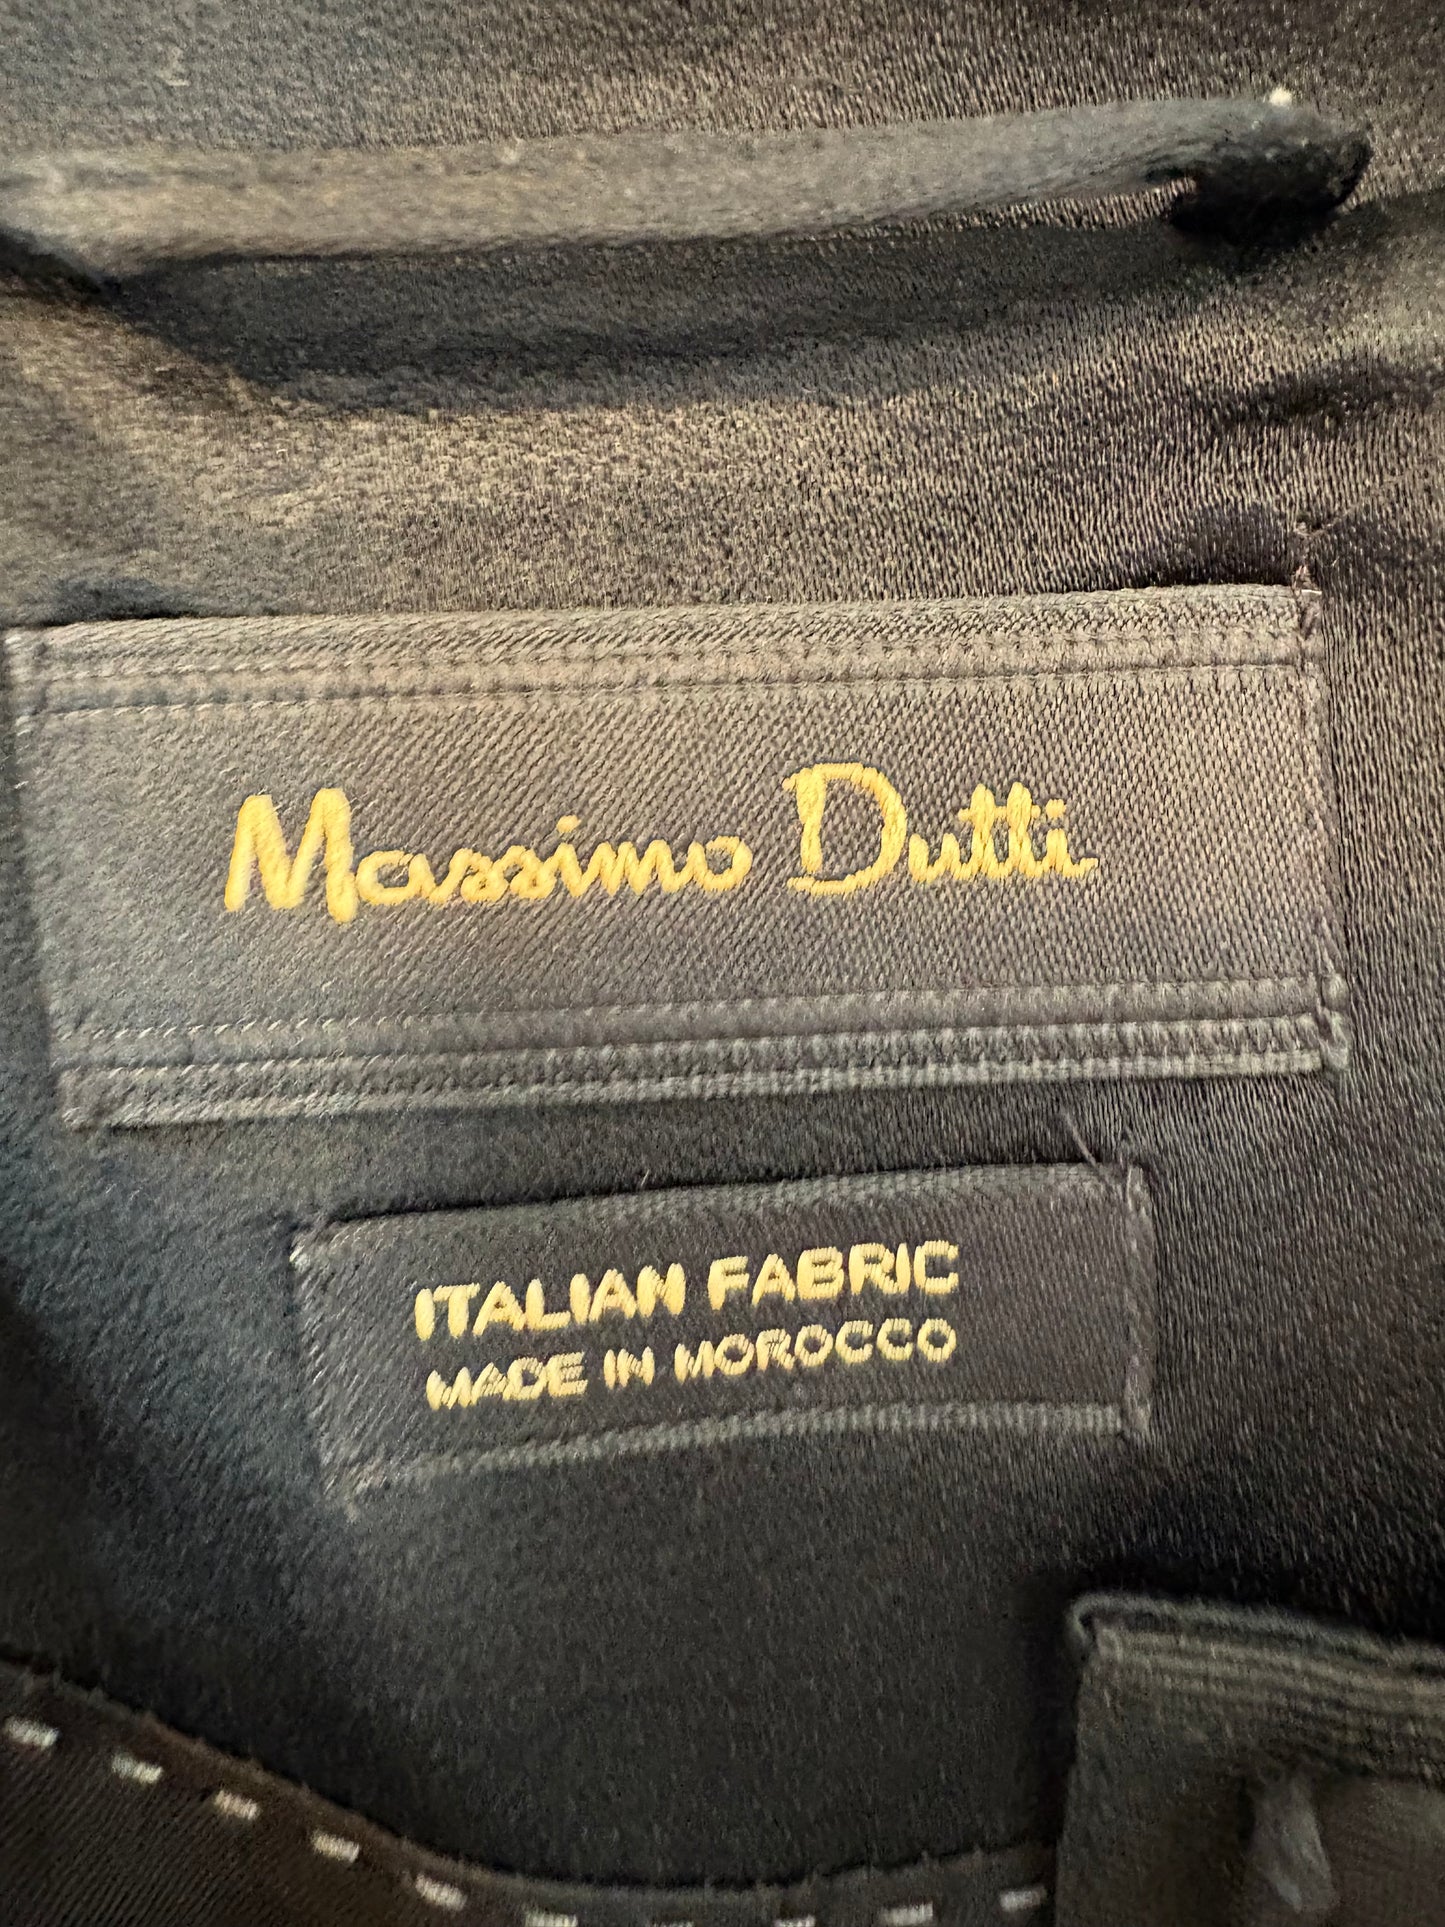 Massimo Dutti
ITALIAN FABRIC
MADE IN MOROCCO